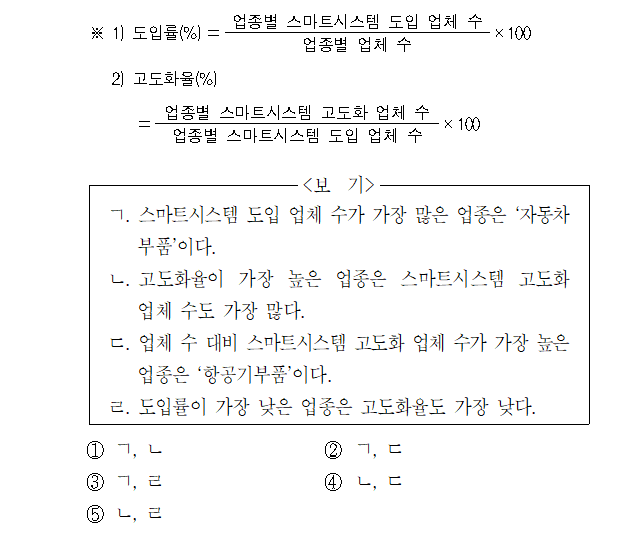 ※ 1) 도입률(%) = 업종별 스마트시스템 도입 업체 수 / 업종별 업체 수 × 100
2) 고도화율(%)
= 업종별 스마트시스템 고도화 업체 수 / 업종별 스마트시스템 도입 업체 수 × 100
<보 기>
ㄱ. 스마트시스템 도입 업체 수가 가장 많은 업종은 ‘자동차
부품’이다.
ㄴ. 고도화율이 가장 높은 업종은 스마트시스템 고도화
업체 수도 가장 많다.
ㄷ. 업체 수 대비 스마트시스템 고도화 업체 수가 가장 높은
업종은 ‘항공기부품’이다.
ㄹ. 도입률이 가장 낮은 업종은 고도화율도 가장 낮다.
① ㄱ, ㄴ ② ㄱ, ㄷ
③ ㄱ, ㄹ ④ ㄴ, ㄷ
⑤ ㄴ, ㄹ